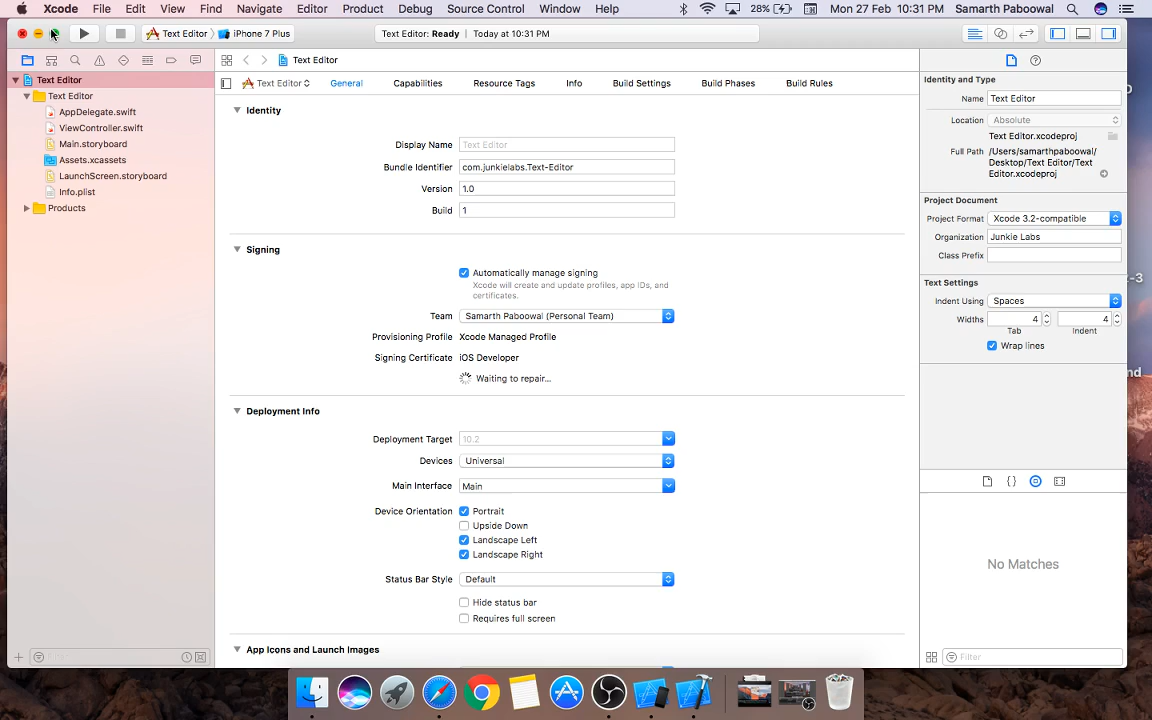 Xcode File Edit View Find Navigate Editor Product Debug Source Control Window Help 28% Mon 27 Feb 10:31 PM Samarth Paboowal
Text Editor iPhone 7 Plus Text Editor: Ready Today at 10:31 PM
Text Editor
Text Editor
Text Editor
AppDelegate.swift
ViewController.swift
Main.storyboard
Assets.xcassets
LaunchScreen.storyboard
Info.plist
Products
Text Editor General Capabilities Resource Tags Info Build Settings Build Phases Build Rules
Identity
Display Name Text Editor
Bundle Identifier com.junkielabs.Text-Editor
Version 1.0
Build 1
Signing
Automatically manage signing
Xcode will create and update profiles, app IDs, and
certificates.
Team Samarth Paboowal (Personal Team)
Provisioning Profile Xcode Managed Profile
Signing Certificate iOS Developer
Waiting to repair...
Deployment Info
Deployment Target 10.2
Devices Universal
Main Interface Main
Device Orientation Portrait
Upside Down
Landscape Left
Landscape Right
Status Bar Style Default
Hide status bar
Requires full screen
App Icons and Launch Images
Identity and Type
Name Text Editor
Location Absolute
Text Editor.xcodeproj
Full Path /Users/samarthpaboowal/
Desktop/Text Editor/Text
Editor.xcodeproj
Project Document
Project Format Xcode 3.2-compatible
Organization Junkie Labs
Class Prefix
Text Settings
Indent Using Spaces
Widths 4 4
Tab Indent
Wrap lines
No Matches
Filter
Filter
-3
nd